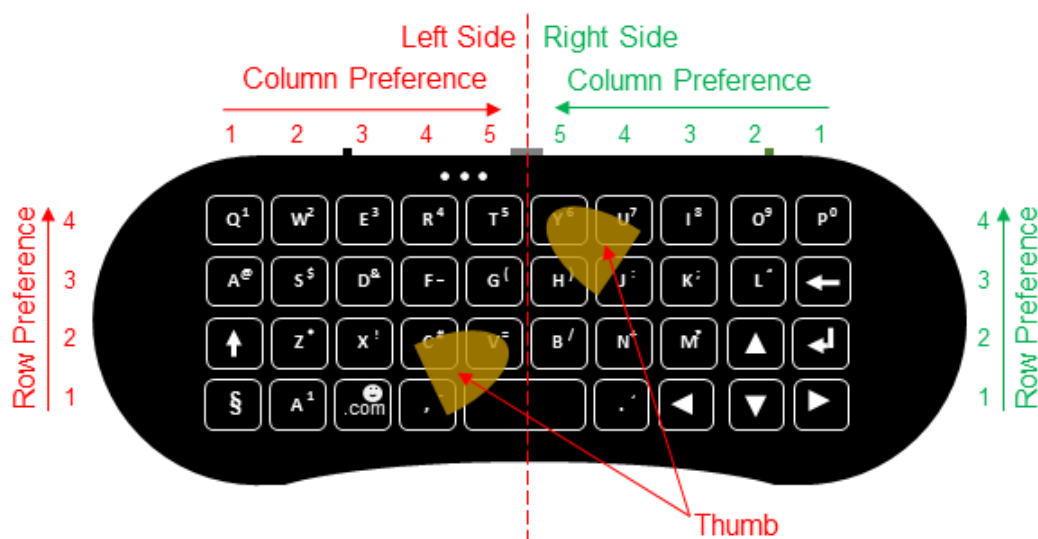 Left Side Right Side
Column Preference Column Preference
1 2 3 4 5 5 4 3 2 1
Row Preference
4 Q1 W2 E3 R4 T5 Y6 U7 I8 O9 P0 4
3 A@ S$ D& F- G( H) J: K; L" 3
2 Z* X! C# V= B/ N+ M 2
1 § A1 .com , . ´ 1
Row Preference
Thumb